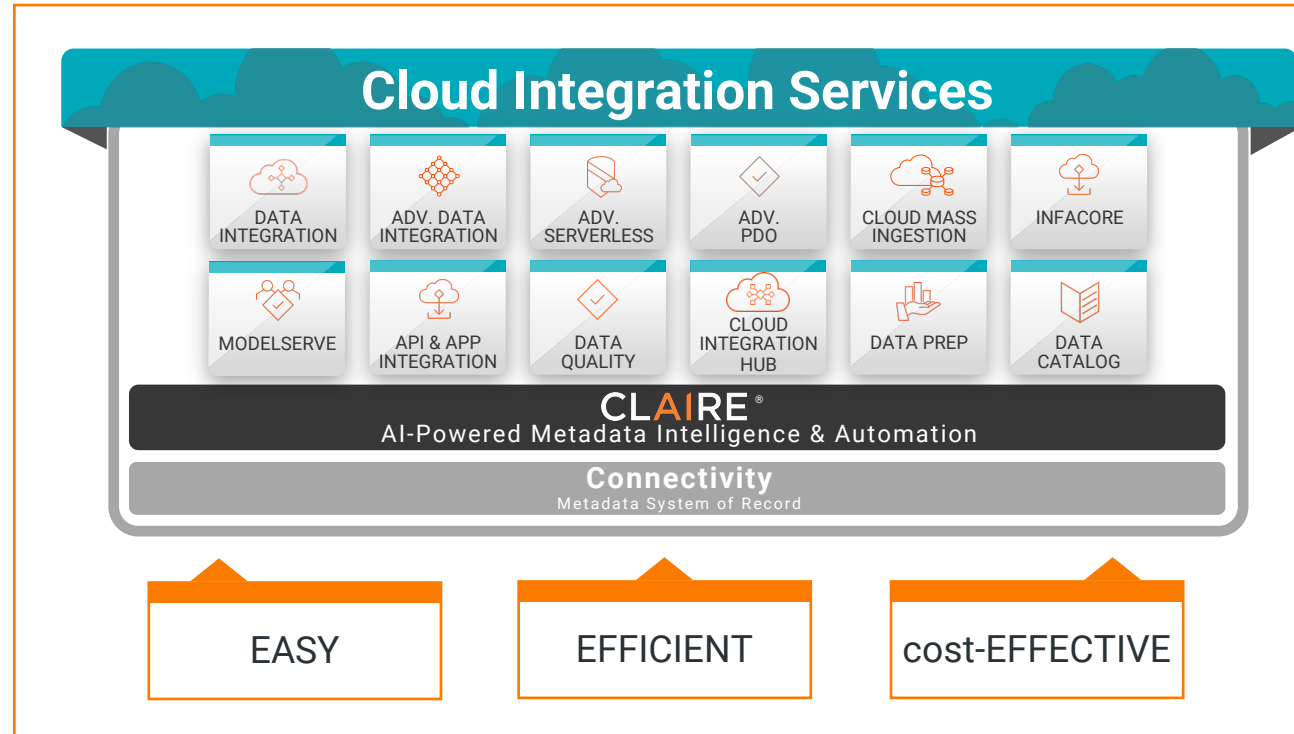 Cloud Integration Services
DATA
INTEGRATION
ADV. DATA
INTEGRATION
ADV.
SERVERLESS
ADV.
PDO
CLOUD MASS
INGESTION
INFACORE
MODELSERVE
API & APP
INTEGRATION
DATA
QUALITY
CLOUD
INTEGRATION
HUB
DATA PREP
DATA
CATALOG
CLAIRE®
AI-Powered Metadata Intelligence & Automation
Connectivity
Metadata System of Record
EASY
EFFICIENT
cost-EFFECTIVE